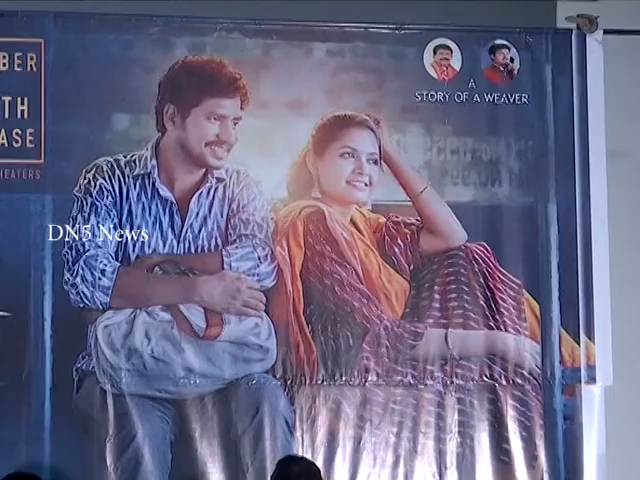 BER
TH
ASE
HEATERS
A
STORY OF A WEAVER
DN5 News